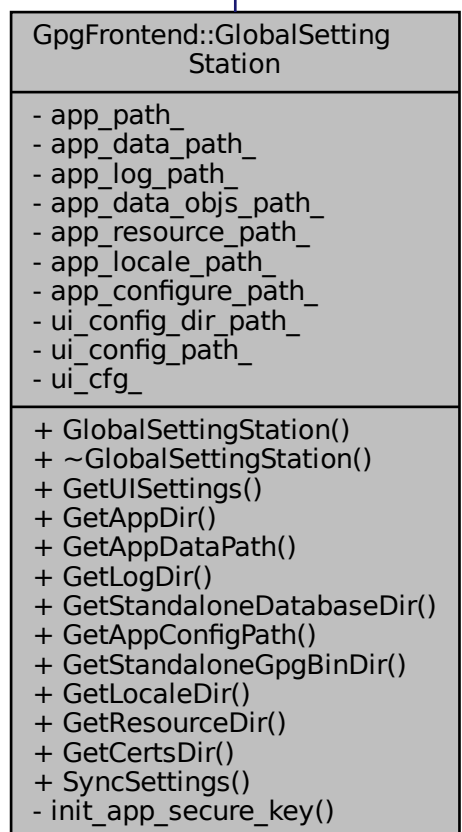 GpgFrontend::GlobalSetting
Station
- app_path_
- app_data_path_
- app_log_path_
- app_data_objs_path_
- app_resource_path_
- app_locale_path_
- app_configure_path_
- ui_config_dir_path_
- ui_config_path_
- ui_cfg_
+ GlobalSettingStation()
+ ~GlobalSettingStation()
+ GetUISettings()
+ GetAppDir()
+ GetAppDataPath()
+ GetLogDir()
+ GetStandaloneDatabaseDir()
+ GetAppConfigPath()
+ GetStandaloneGpgBinDir()
+ GetLocaleDir()
+ GetResourceDir()
+ GetCertsDir()
+ SyncSettings()
- init_app_secure_key()